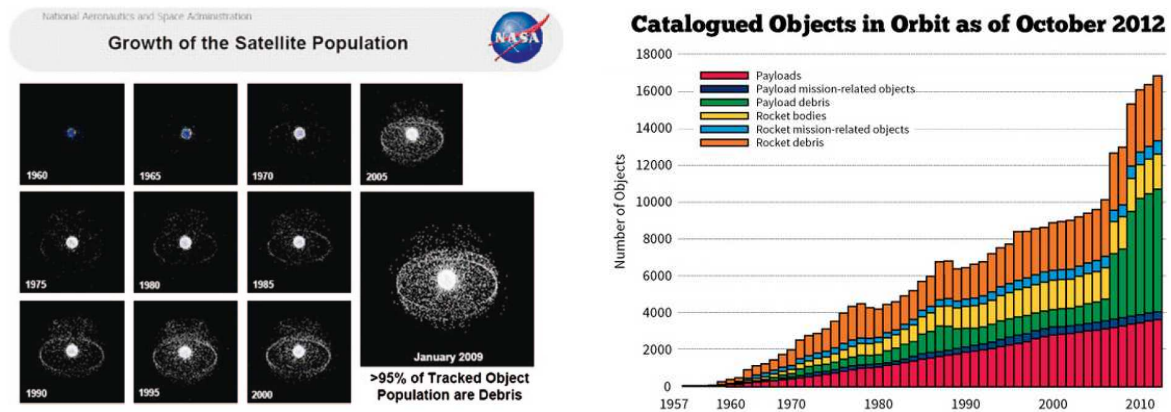 National Aeronautics and Space Administration
Growth of the Satellite Population
NASA
1960
1965
1970
2005
1975
1980
1985
1990
1995
2000
January 2009
>95% of Tracked Object
Population are Debris
Catalogued Objects in Orbit as of October 2012
Number of Objects
18000
16000
14000
12000
10000
8000
6000
4000
2000
0
Payloads
Payload mission-related objects
Payload debris
Rocket bodies
Rocket mission-related objects
Rocket debris
1957 1960 1970 1980 1990 2000 2010